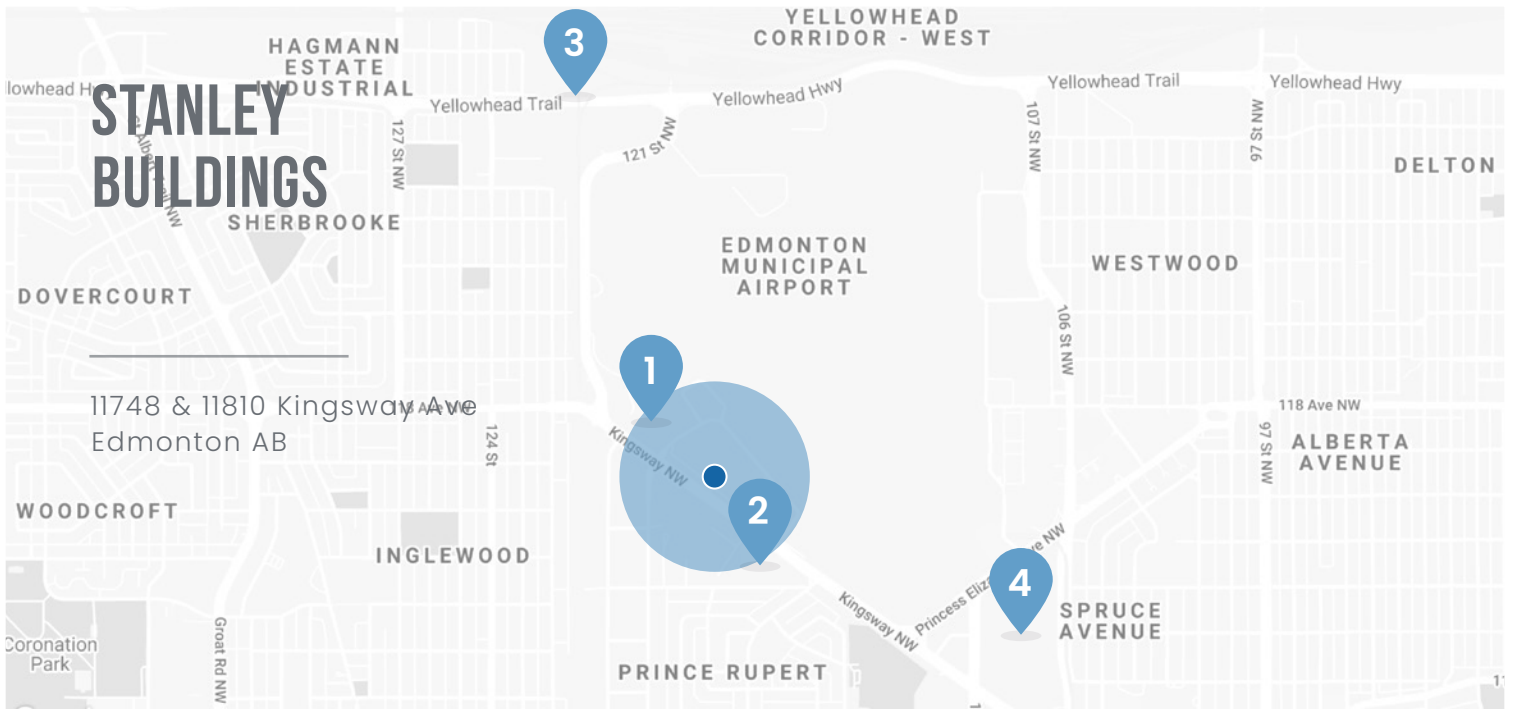 YELLOWHEAD
CORRIDOR - WEST
3
HAGMANN
ESTATE
INDUSTRIAL
Yellowhead Trail
Yellowhead Hwy
Yellowhead Trail
Yellowhead Hwy
STANLEY
BUILDINGS
127 St NW
121 St NW
107 St NW
97 St NW
DELTON
SHERBROOKE
EDMONTON
MUNICIPAL
AIRPORT
WESTWOOD
DOVERCOURT
106 St NW
1
11748 & 11810 Kingsway Ave
Edmonton AB
118 Ave NW
118 Ave NW
124 St
Kingsway NW
97 St NW
ALBERTA
AVENUE
WOODCROFT
2
INGLEWOOD
4
Kingsway NW
SPRUCE
AVENUE
Coronation
Park
Groat Rd NW
PRINCE RUPERT